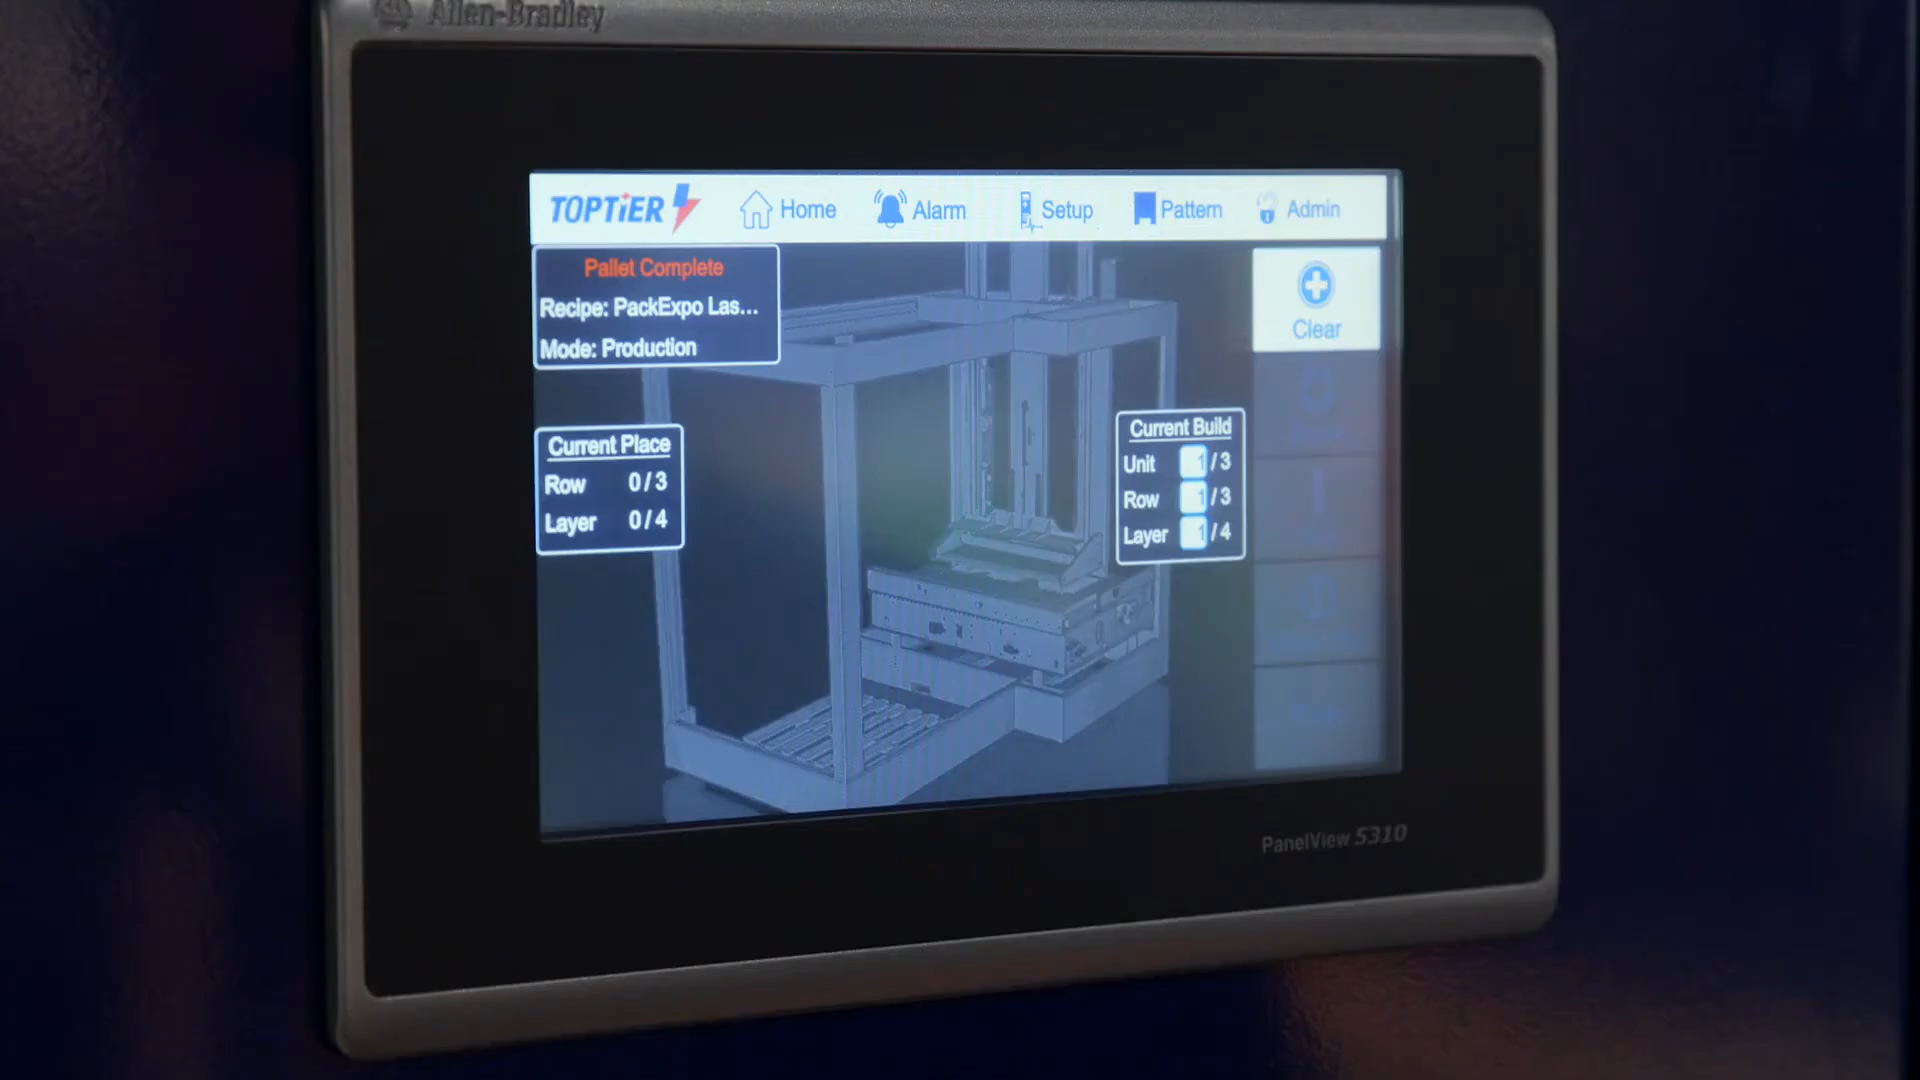 Allen-Bradley
TOPTIER Home Alarm Setup Pattern Admin
Pallet Complete
Recipe: PackExpo Las...
Mode: Production
Clear
Current Place
Row 0/3
Layer 0/4
Current Build
Unit 1/3
Row 1/3
Layer 1/4
PanelView 5310